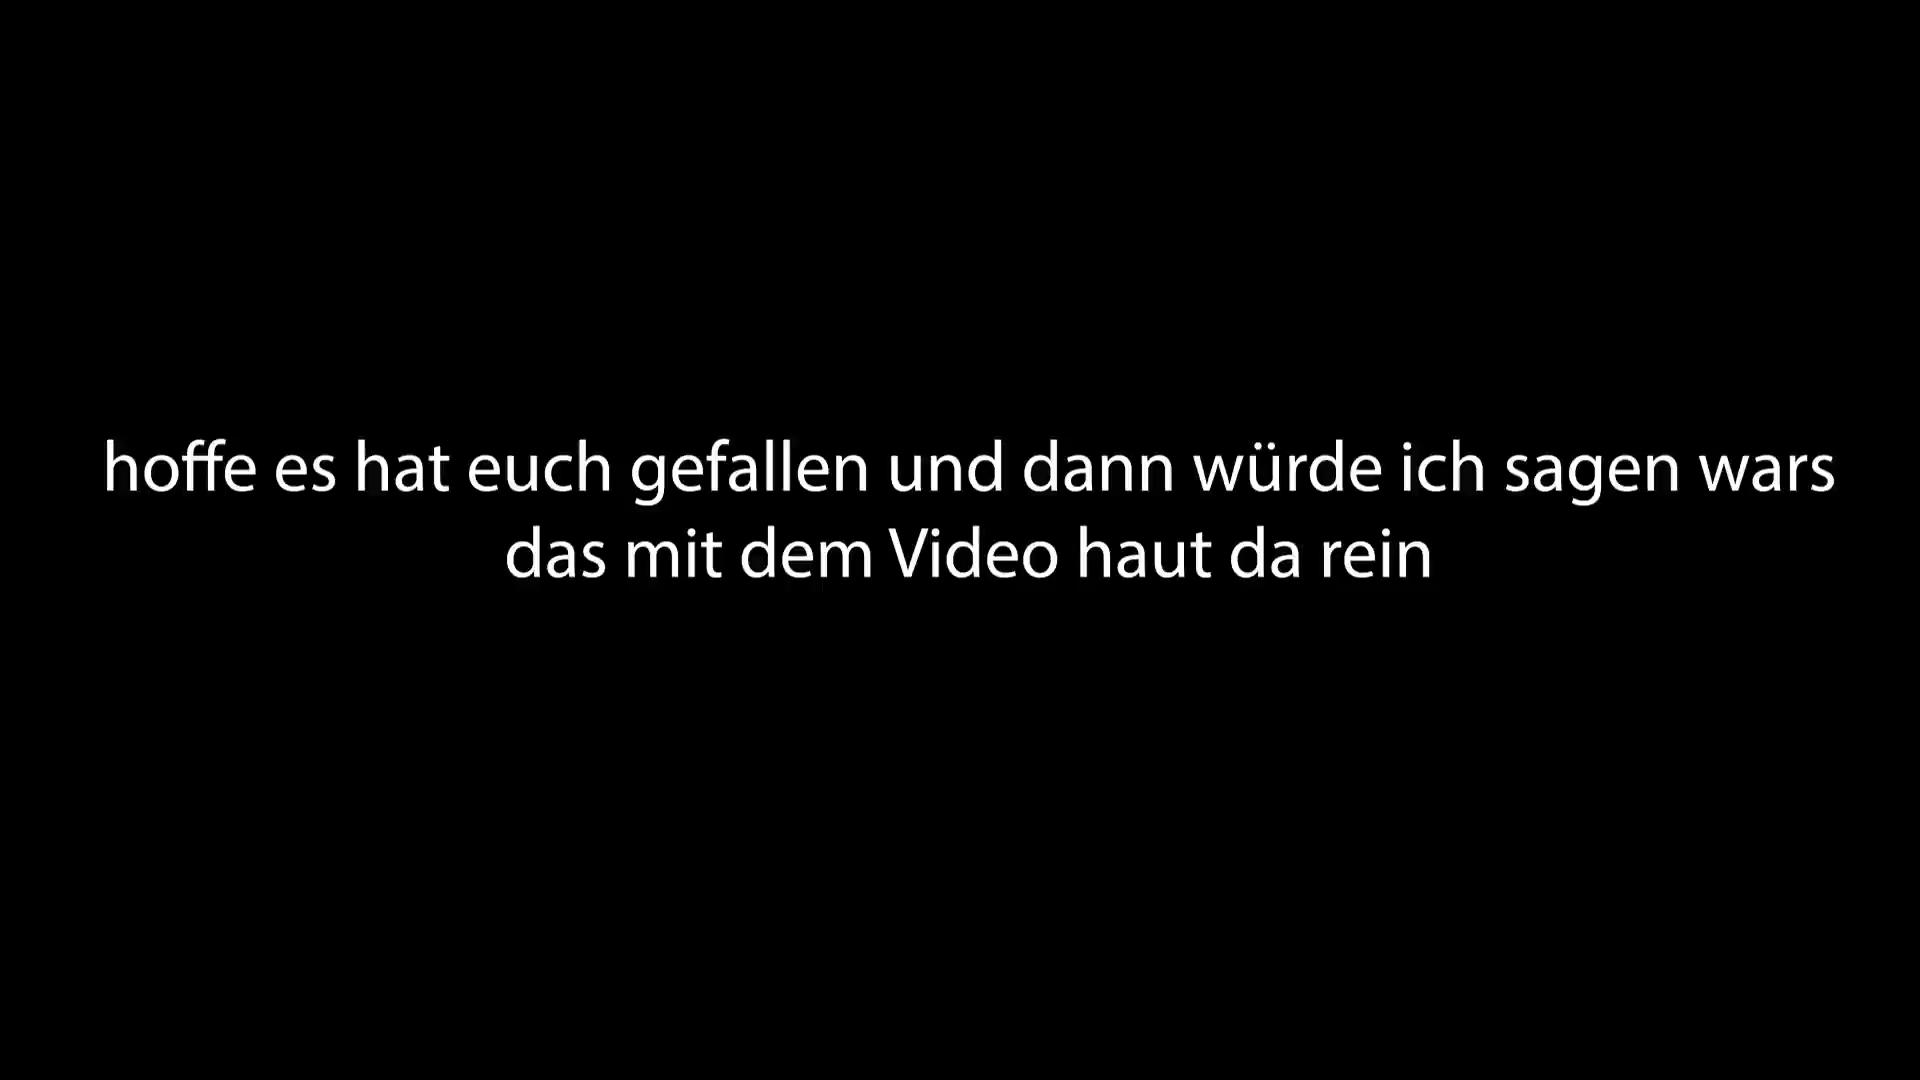 hoffe es hat euch gefallen und dann würde ich sagen wars
das mit dem Video haut da rein